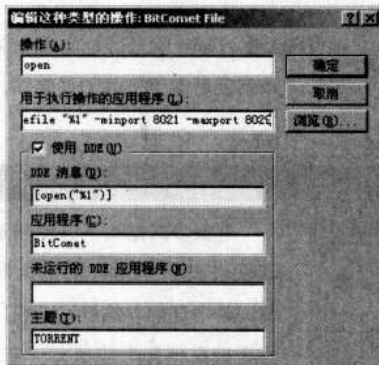 编辑这种类型的操作: BitComet File
操作(A):
open
确定
用于执行操作的应用程序(L):
取消
efile "%1" -minport 8021 -maxport 8025
浏览(R)...
使用 DDE(U)
DDE 消息(D):
[open("%1")]
应用程序(C):
BitComet
未运行的 DDE 应用程序(N):
主题(T):
TORRENT